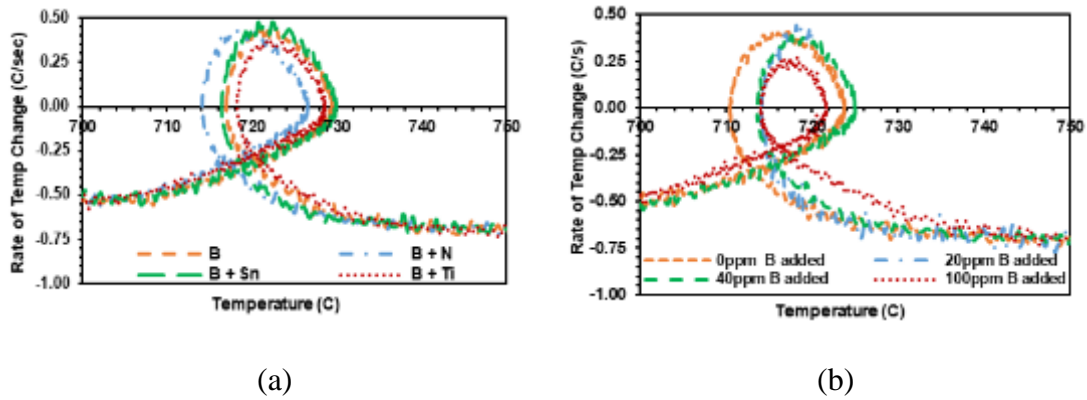 0.50
0.25
0.00
-0.25
-0.50
-0.75
-1.00
Rate of Temp Change (C/sec)
700
720
730
740
750
B
B + N
B + Sn
B + Ti
Temperature (C)
(a)
(b)
0.50
0.25
0.00
-0.25
-0.50
-0.75
-1.00
Rate of Temp Change (C/s)
700
710
720
730
740
750
0ppm B added
20ppm B added
40ppm B added
100ppm B added
Temperature (C)